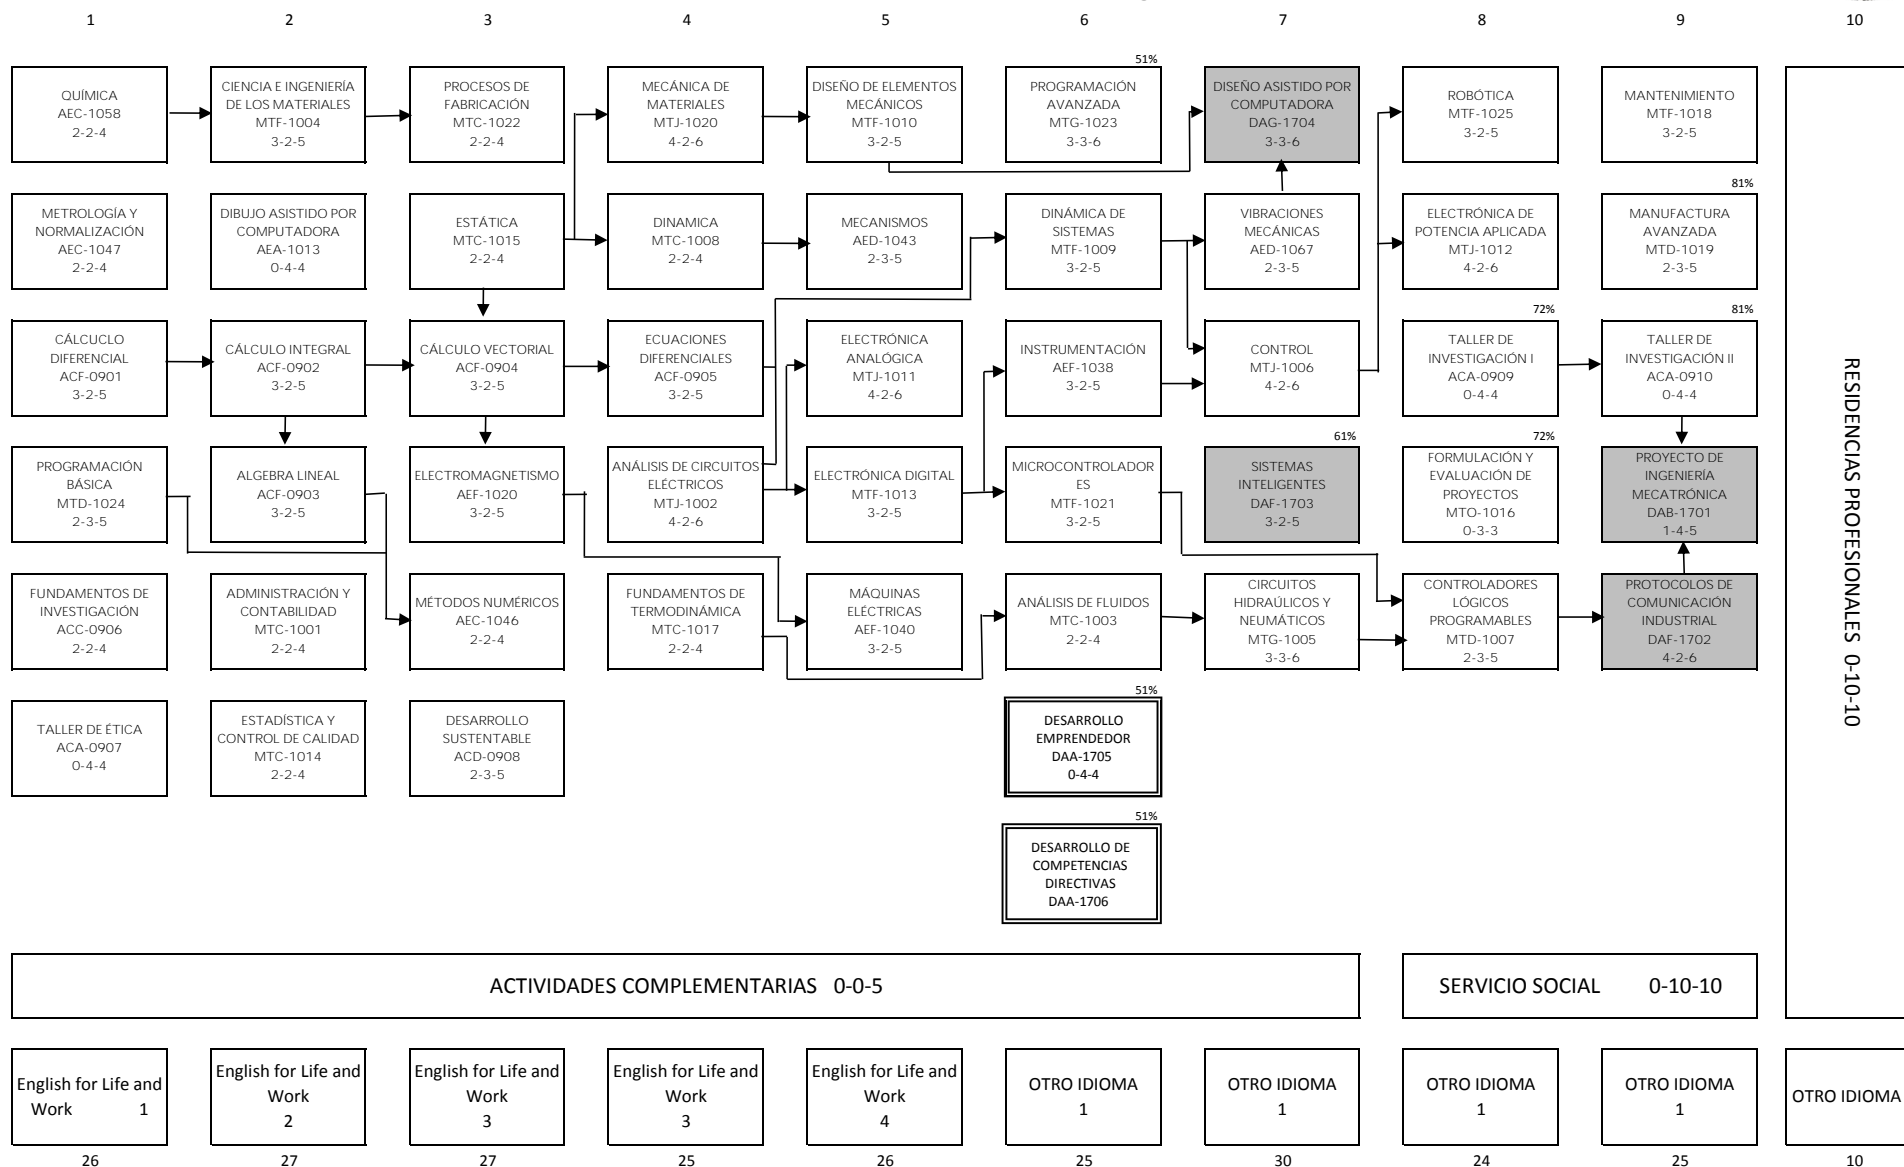 1 2 3 4 5 6 7 8 9 10
51%
QUÍMICA
AEC-1058
2-2-4
CIENCIA E INGENIERÍA
DE LOS MATERIALES
MTF-1004
3-2-5
PROCESOS DE
FABRICACIÓN
MTC-1022
2-2-4
MECÁNICA DE
MATERIALES
MTJ-1020
4-2-6
DISEÑO DE ELEMENTOS
MECÁNICOS
MTF-1010
3-2-5
PROGRAMACIÓN
AVANZADA
MTG-1023
3-3-6
DISEÑO ASISTIDO POR
COMPUTADORA
DAG-1704
3-3-6
ROBÓTICA
MTF-1025
3-2-5
MANTENIMIENTO
MTF-1018
3-2-5
81%
METROLOGÍA Y
NORMALIZACIÓN
AEC-1047
2-2-4
DIBUJO ASISTIDO POR
COMPUTADORA
AEA-1013
0-4-4
ESTÁTICA
MTC-1015
2-2-4
DINAMICA
MTC-1008
2-2-4
MECANISMOS
AED-1043
2-3-5
DINÁMICA DE
SISTEMAS
MTF-1009
3-2-5
VIBRACIONES
MECÁNICAS
AED-1067
2-3-5
ELECTRÓNICA DE
POTENCIA APLICADA
MTJ-1012
4-2-6
MANUFACTURA
AVANZADA
MTD-1019
2-3-5
72% 81%
CÁLCUCLO
DIFERENCIAL
ACF-0901
3-2-5
CÁLCULO INTEGRAL
ACF-0902
3-2-5
CÁLCULO VECTORIAL
ACF-0904
3-2-5
ECUACIONES
DIFERENCIALES
ACF-0905
3-2-5
ELECTRÓNICA
ANALÓGICA
MTJ-1011
4-2-6
INSTRUMENTACIÓN
AEF-1038
3-2-5
CONTROL
MTJ-1006
4-2-6
TALLER DE
INVESTIGACIÓN I
ACA-0909
0-4-4
TALLER DE
INVESTIGACIÓN II
ACA-0910
0-4-4
61% 72%
PROGRAMACIÓN
BÁSICA
MTD-1024
2-3-5
ALGEBRA LINEAL
ACF-0903
3-2-5
ELECTROMAGNETISMO
AEF-1020
3-2-5
ANÁLISIS DE CIRCUITOS
ELÉCTRICOS
MTJ-1002
4-2-6
ELECTRÓNICA DIGITAL
MTF-1013
3-2-5
MICROCONTROLADOR
ES
MTF-1021
3-2-5
SISTEMAS
INTELIGENTES
DAF-1703
3-2-5
FORMULACIÓN Y
EVALUACIÓN DE
PROYECTOS
MTO-1016
0-3-3
PROYECTO DE
INGENIERÍA
MECATRÓNICA
DAB-1701
1-4-5
FUNDAMENTOS DE
INVESTIGACIÓN
ACC-0906
2-2-4
ADMINISTRACIÓN Y
CONTABILIDAD
MTC-1001
2-2-4
MÉTODOS NUMÉRICOS
AEC-1046
2-2-4
FUNDAMENTOS DE
TERMODINÁMICA
MTC-1017
2-2-4
MÁQUINAS
ELÉCTRICAS
AEF-1040
3-2-5
ANÁLISIS DE FLUIDOS
MTC-1003
2-2-4
CIRCUITOS
HIDRAÚLICOS Y
NEUMÁTICOS
MTG-1005
3-3-6
CONTROLADORES
LÓGICOS
PROGRAMABLES
MTD-1007
2-3-5
PROTOCOLOS DE
COMUNICACIÓN
INDUSTRIAL
DAF-1702
4-2-6
51%
TALLER DE ÉTICA
ACA-0907
0-4-4
ESTADÍSTICA Y
CONTROL DE CALIDAD
MTC-1014
2-2-4
DESARROLLO
SUSTENTABLE
ACD-0908
2-3-5
DESARROLLO
EMPRENDEDOR
DAA-1705
0-4-4
51%
DESARROLLO DE
COMPETENCIAS
DIRECTIVAS
DAA-1706
RESIDENCIAS PROFESIONALES 0-10-10
ACTIVIDADES COMPLEMENTARIAS 0-0-5
SERVICIO SOCIAL 0-10-10
English for Life and
Work 1
English for Life and
Work
2
English for Life and
Work
3
English for Life and
Work
3
English for Life and
Work
4
OTRO IDIOMA
1
OTRO IDIOMA
1
OTRO IDIOMA
1
OTRO IDIOMA
1
OTRO IDIOMA
26 27 27 25 26 25 30 24 25 10